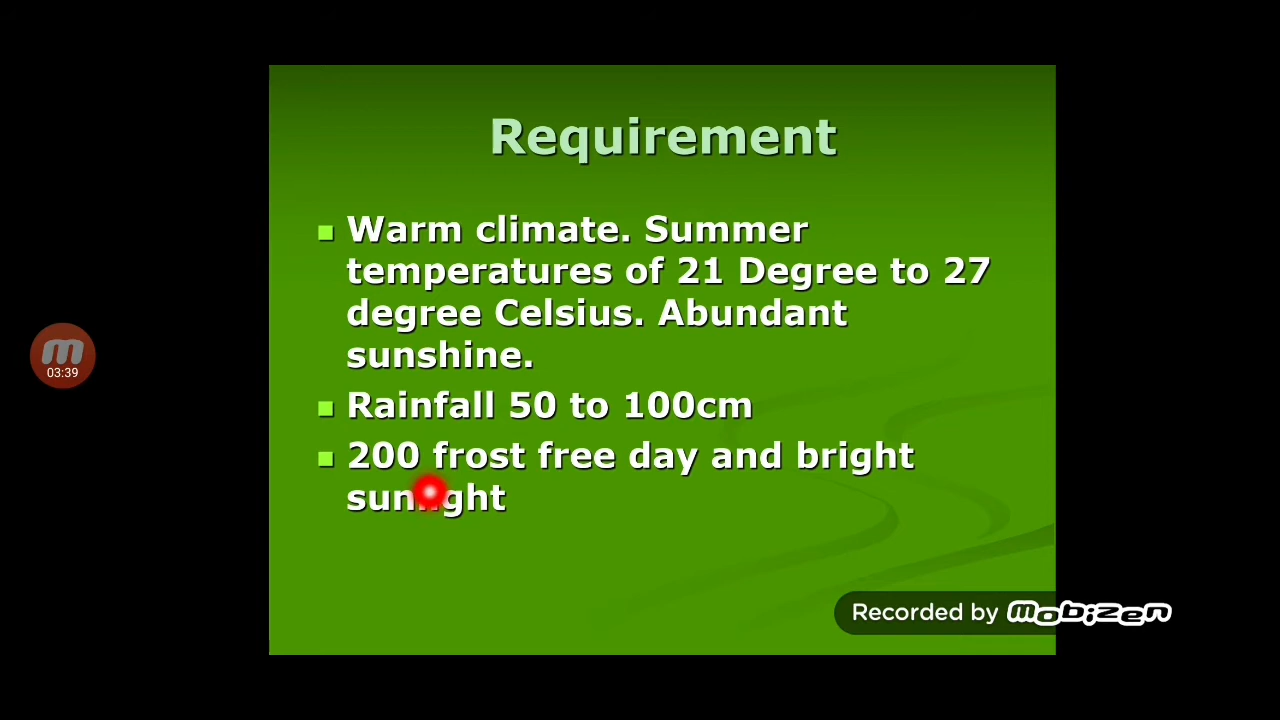 Requirement
Warm climate. Summer
temperatures of 21 Degree to 27
degree Celsius. Abundant
sunshine.
Rainfall 50 to 100cm
200 frost free day and bright
sunlight
03:39
Recorded by mobizen